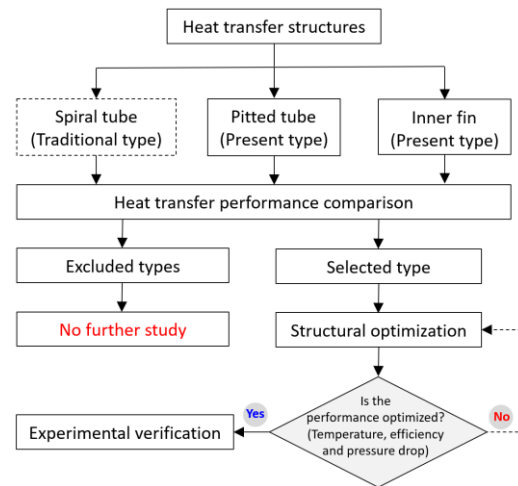 Heat transfer structures
Spiral tube
(Traditional type)
Pitted tube
(Present type)
Inner fin
(Present type)
Heat transfer performance comparison
Excluded types
Selected type
No further study
Structural optimization
Is the
performance optimized?
(Temperature, efficiency
and pressure drop)
Yes
No
Experimental verification